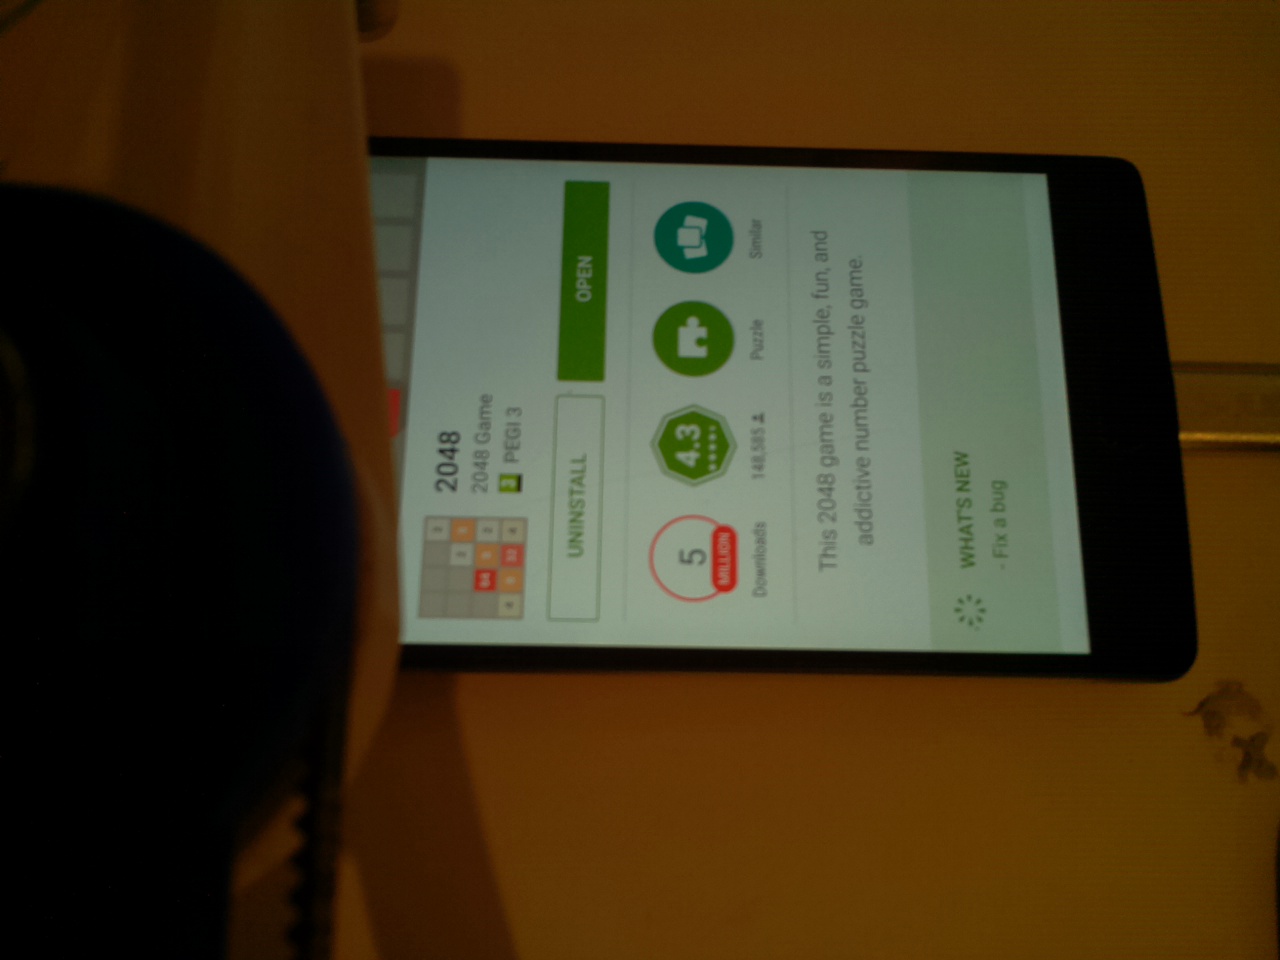 2048
2048 Game
3 PEGI 3
UNINSTALL
OPEN
5
MILLION
Downloads
4.3
148,585
Puzzle
Similar
This 2048 game is a simple, fun, and
addictive number puzzle game.
WHAT'S NEW
- Fix a bug